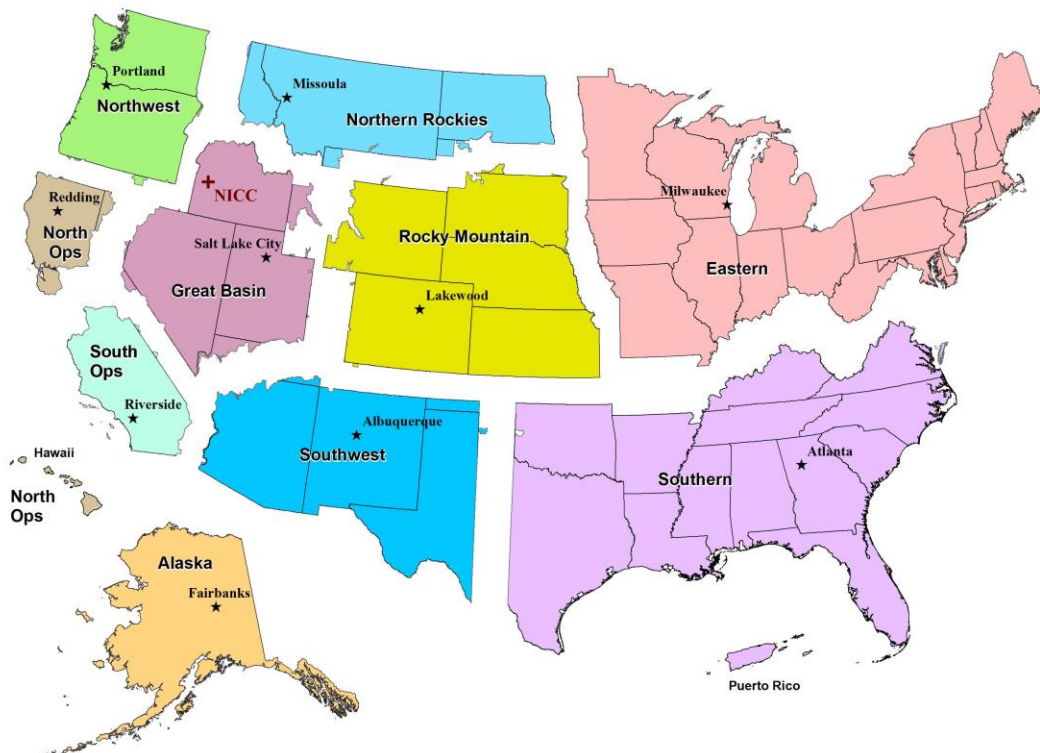 Portland
Northwest
Missoula
Northern Rockies
Redding
North
Ops
NICC
Salt Lake City
Great Basin
Rocky Mountain
Lakewood
Milwaukee
Eastern
South
Ops
Riverside
Albuquerque
Southwest
Atlanta
Southern
Hawaii
North
Ops
Alaska
Fairbanks
Puerto Rico